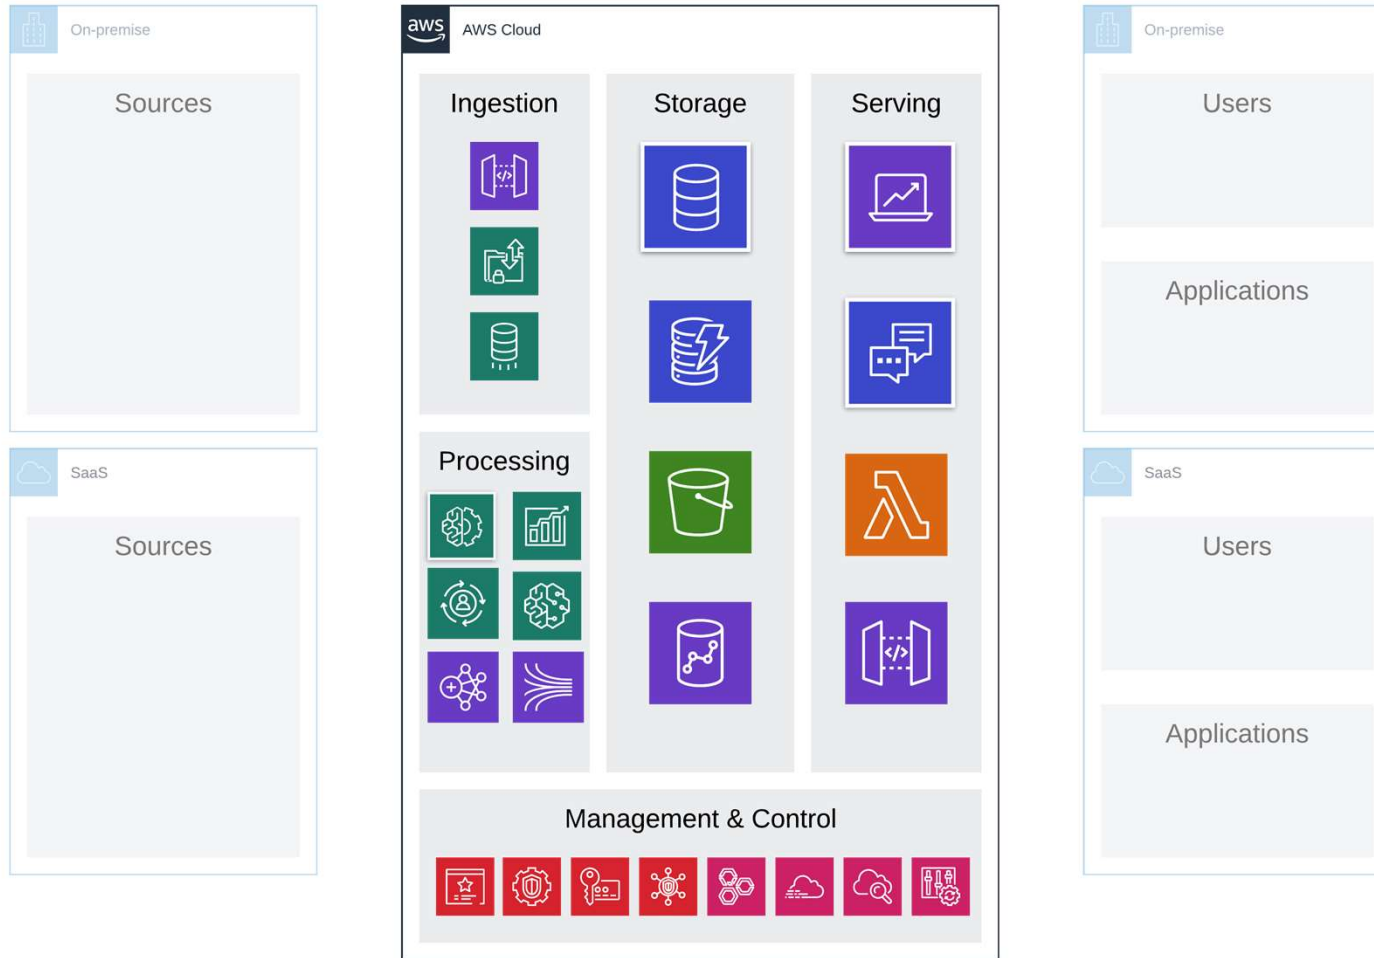 On-premise
Sources
SaaS
Sources
aws
AWS Cloud
Ingestion
</>
Storage
Serving
Processing
</>
Management & Control
On-premise
Users
Applications
SaaS
Users
Applications